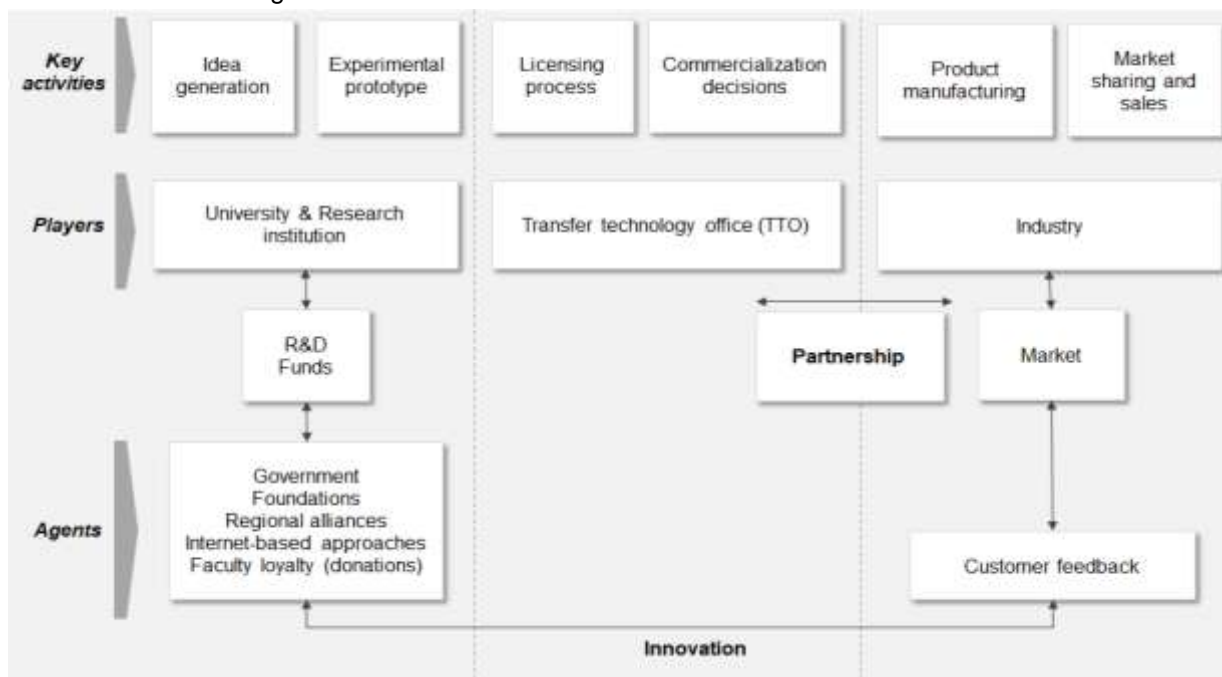 Key
activities
Idea
generation
Experimental
prototype
Licensing
process
Commercialization
decisions
Product
manufacturing
Market
sharing and
sales
Players
University & Research
institution
Transfer technology office (TTO)
Industry
R&D
Funds
Partnership
Market
Agents
Government
Foundations
Regional alliances
Internet-based approaches
Faculty loyalty (donations)
Customer feedback
Innovation